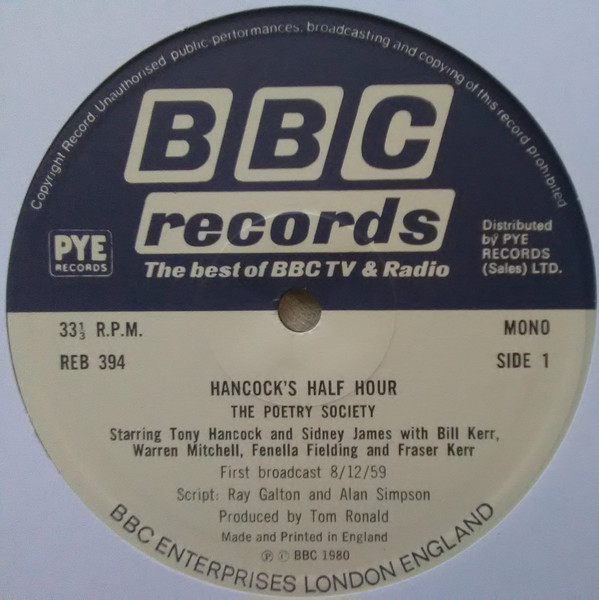 Copyright Record. Unauthorised public performances, broadcasting and copying of this record prohibited
BBC
records
The best of BBC TV & Radio
PYE
RECORDS
Distributed
by PYE
RECORDS
(Sales) LTD.
33⅓ R.P.M.
MONO
REB 394
SIDE 1
HANCOCK'S HALF HOUR
THE POETRY SOCIETY
Starring Tony Hancock and Sidney James with Bill Kerr,
Warren Mitchell, Fenella Fielding and Fraser Kerr
First broadcast 8/12/59
Script: Ray Galton and Alan Simpson
Produced by Tom Ronald
Made and Printed in England
℗ © BBC 1980
BBC ENTERPRISES LONDON ENGLAND